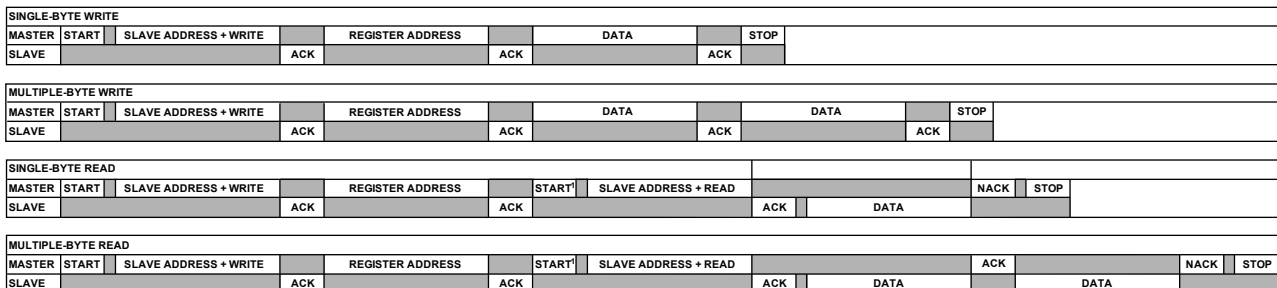 SINGLE-BYTE WRITE
MASTER START SLAVE ADDRESS + WRITE REGISTER ADDRESS DATA STOP
SLAVE ACK ACK ACK
MULTIPLE-BYTE WRITE
MASTER START SLAVE ADDRESS + WRITE REGISTER ADDRESS DATA DATA STOP
SLAVE ACK ACK ACK ACK
SINGLE-BYTE READ
MASTER START SLAVE ADDRESS + WRITE REGISTER ADDRESS START¹ SLAVE ADDRESS + READ NACK STOP
SLAVE ACK ACK ACK DATA
MULTIPLE-BYTE READ
MASTER START SLAVE ADDRESS + WRITE REGISTER ADDRESS START¹ SLAVE ADDRESS + READ ACK NACK STOP
SLAVE ACK ACK ACK DATA DATA